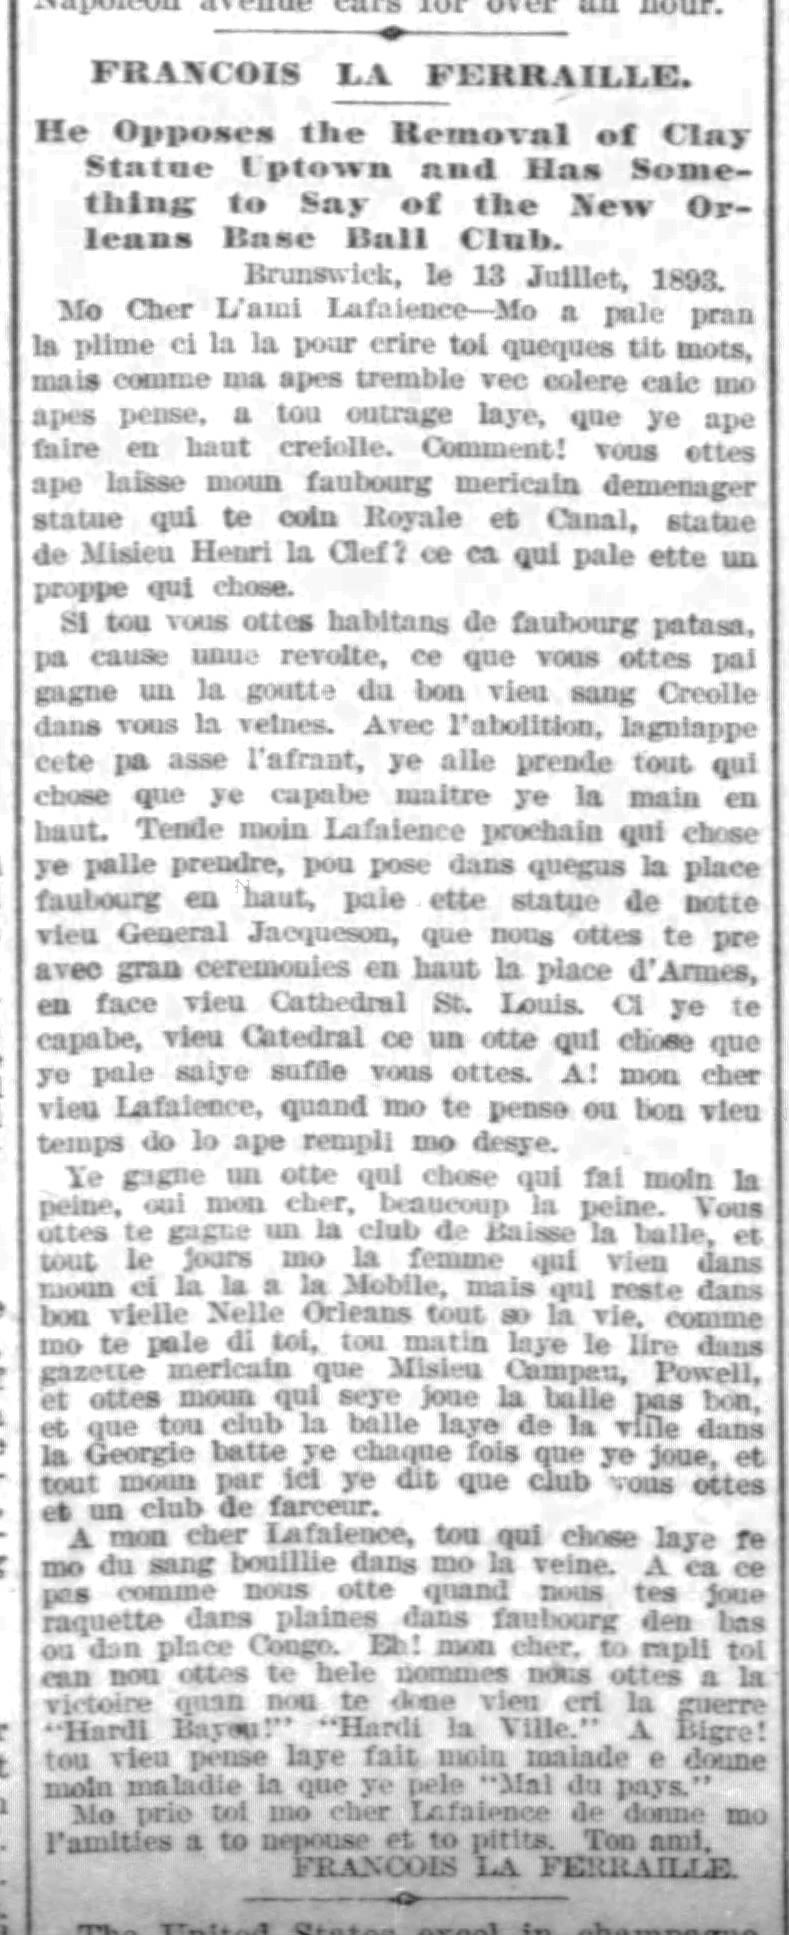 Napoleon avenue cars for over an hour.
FRANCOIS LA FERRAILLE.
He Opposes the Removal of Clay
Statue Uptown and Has Some-
thing to Say of the New Or-
leans Base Ball Club.
Brunswick, le 13 Juillet, 1893.
Mo Cher L'ami Lafaience—Mo a pale pran
la plime ci la la pour crire toi queques tit mots,
mais comme ma apes tremble vec colere caic mo
apes pense, a tou outrage laye, que ye ape
faire en haut creiolle. Comment! vous ottes
ape laisse moun faubourg mericain demenager
statue qui te coin Royale et Canal, statue
de Misieu Henri la Clef? ce ca qui pale ette un
proppe qui chose.
Si tou vous ottes habitans de faubourg patasa,
pa cause unue revolte, ce que vous ottes pai
gagne un la goutte du bon vieu sang Creolle
dans vous la veines. Avec l'abolition, lagniappe
cete pa asse l'afrant, ye alle prende tout qui
chose que ye capabe maitre ye la main en
haut. Tende moin Lafaience prochain qui chose
ye palle prendre, pou pose dans quegus la place
faubourg en haut, pale ette statue de notte
vieu General Jacqueson, que nous ottes te pre
avec gran ceremonies en haut la place d'Armes,
en face vieu Cathedral St. Louis. Ci ye te
capabe, vieu Catedral ce un otte qui chose que
ye pale saiye suffle vous ottes. A! mon cher
vieu Lafaience, quand mo te pense ou bon vieu
temps do lo ape rempli mo desye.
Ye gagne un otte qui chose qui fai moin la
peine, oui mon cher, beaucoup la peine. Vous
ottes te gagne un la club de Baisse la balle, et
tout le jours mo la femme qui vien dans
moun ci la la a la Mobile, mais qui reste dans
bon vielle Nelle Orleans tout so la vie, comme
mo te pale di toi, tou matin laye le lire dans
gazette mericain que Misieu Campau, Powell,
et ottes moun qui seye joue la balle pas bon,
et que tou club la balle laye de la ville dans
la Georgie batte ye chaque fois que ye joue, et
tout moun par ici ye dit que club vous ottes
et un club de farceur.
A mon cher Lafaience, tou qui chose laye fe
mo du sang bouillie dans mo la veine. A ca ce
pas comme nous otte quand nous tes joue
raquette dans plaines dans faubourg den bas
ou dan place Congo. Eh! mon cher, to rapli toi
can nou ottes te hele nommes nous ottes a la
victoire quan nou te done vieu cri la guerre
"Hardi Bayou!" "Hardi la Ville." A Bigre!
tou vieu pense laye fait moin malade e donne
moin maladie la que ye pele "Mal du pays."
Mo prie toi mo cher Lafaience de donne mo
l'amities a to nepouse et to pitits. Ton ami,
FRANCOIS LA FERRAILLE.
The United States excel in champagne